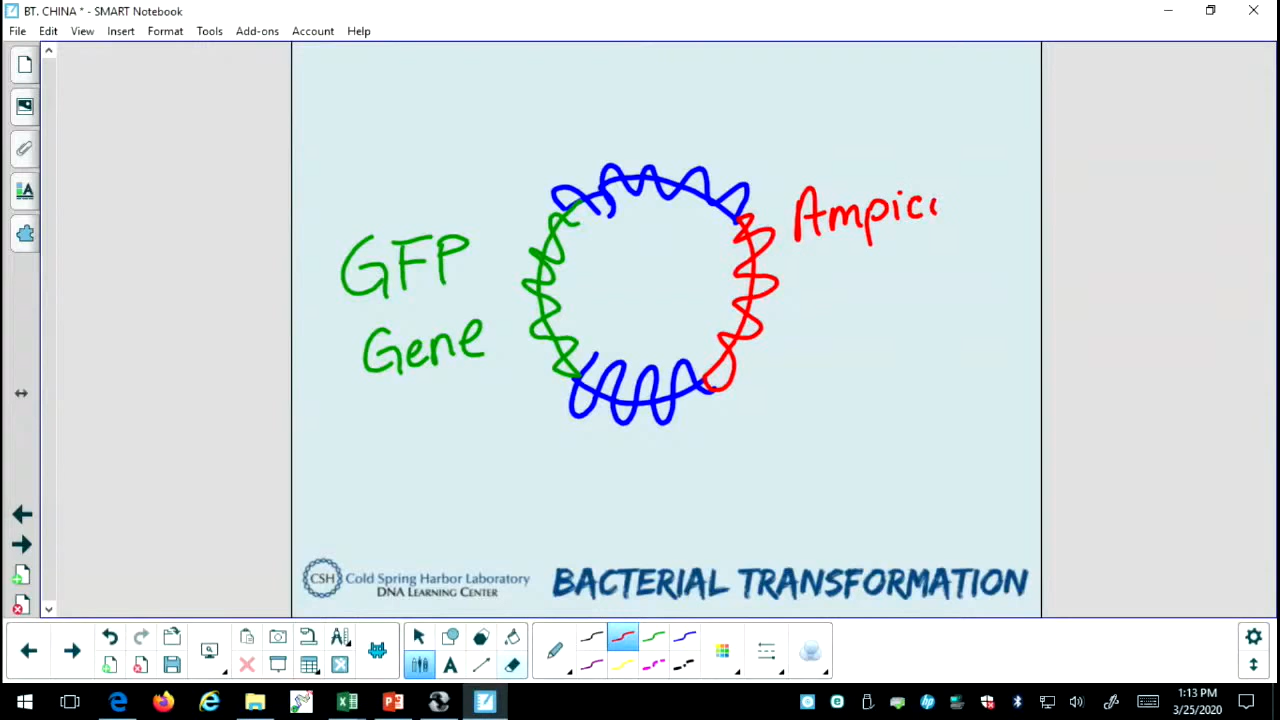 BT. CHINA * - SMART Notebook
File Edit View Insert Format Tools Add-ons Account Help
Ampic
GFP
Gene
CSH Cold Spring Harbor Laboratory
DNA LEARNING CENTER
BACTERIAL TRANSFORMATION
1:13 PM
3/25/2020